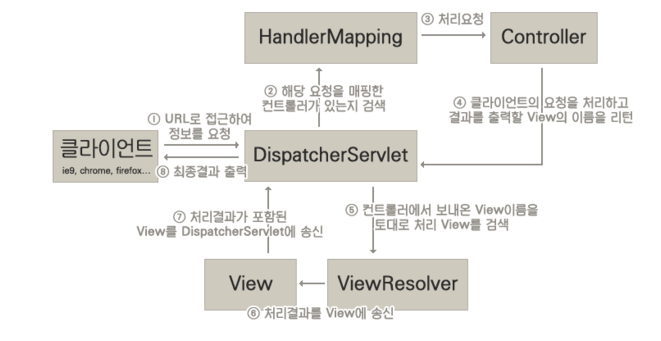 ③ 처리요청
HandlerMapping
Controller
② 해당 요청을 매핑한
컨트롤러가 있는지 검색
④ 클라이언트의 요청을 처리하고
결과를 출력할 View의 이름을 리턴
① URL로 접근하여
정보를 요청
클라이언트
ie9, chrome, firefox...
DispatcherServlet
⑧ 최종결과 출력
⑦ 처리결과가 포함된
View를 DispatcherServlet에 송신
⑤ 컨트롤러에서 보내온 View이름을
토대로 처리 View를 검색
View
ViewResolver
⑥ 처리결과를 View에 송신